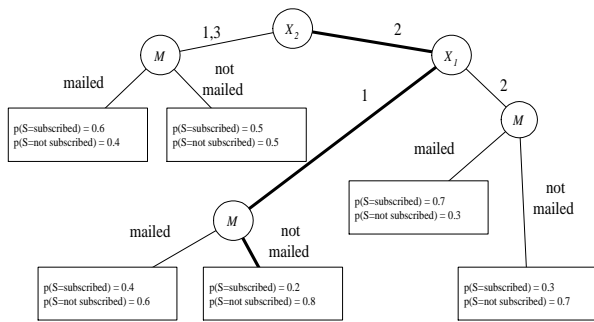 X2
1,3
2
M
X1
mailed
not
mailed
1
2
M
p(S=subscribed) = 0.6
p(S=not subscribed) = 0.4
p(S=subscribed) = 0.5
p(S=not subscribed) = 0.5
mailed
not
mailed
p(S=subscribed) = 0.7
p(S=not subscribed) = 0.3
M
mailed
not
mailed
p(S=subscribed) = 0.4
p(S=not subscribed) = 0.6
p(S=subscribed) = 0.2
p(S=not subscribed) = 0.8
p(S=subscribed) = 0.3
p(S=not subscribed) = 0.7